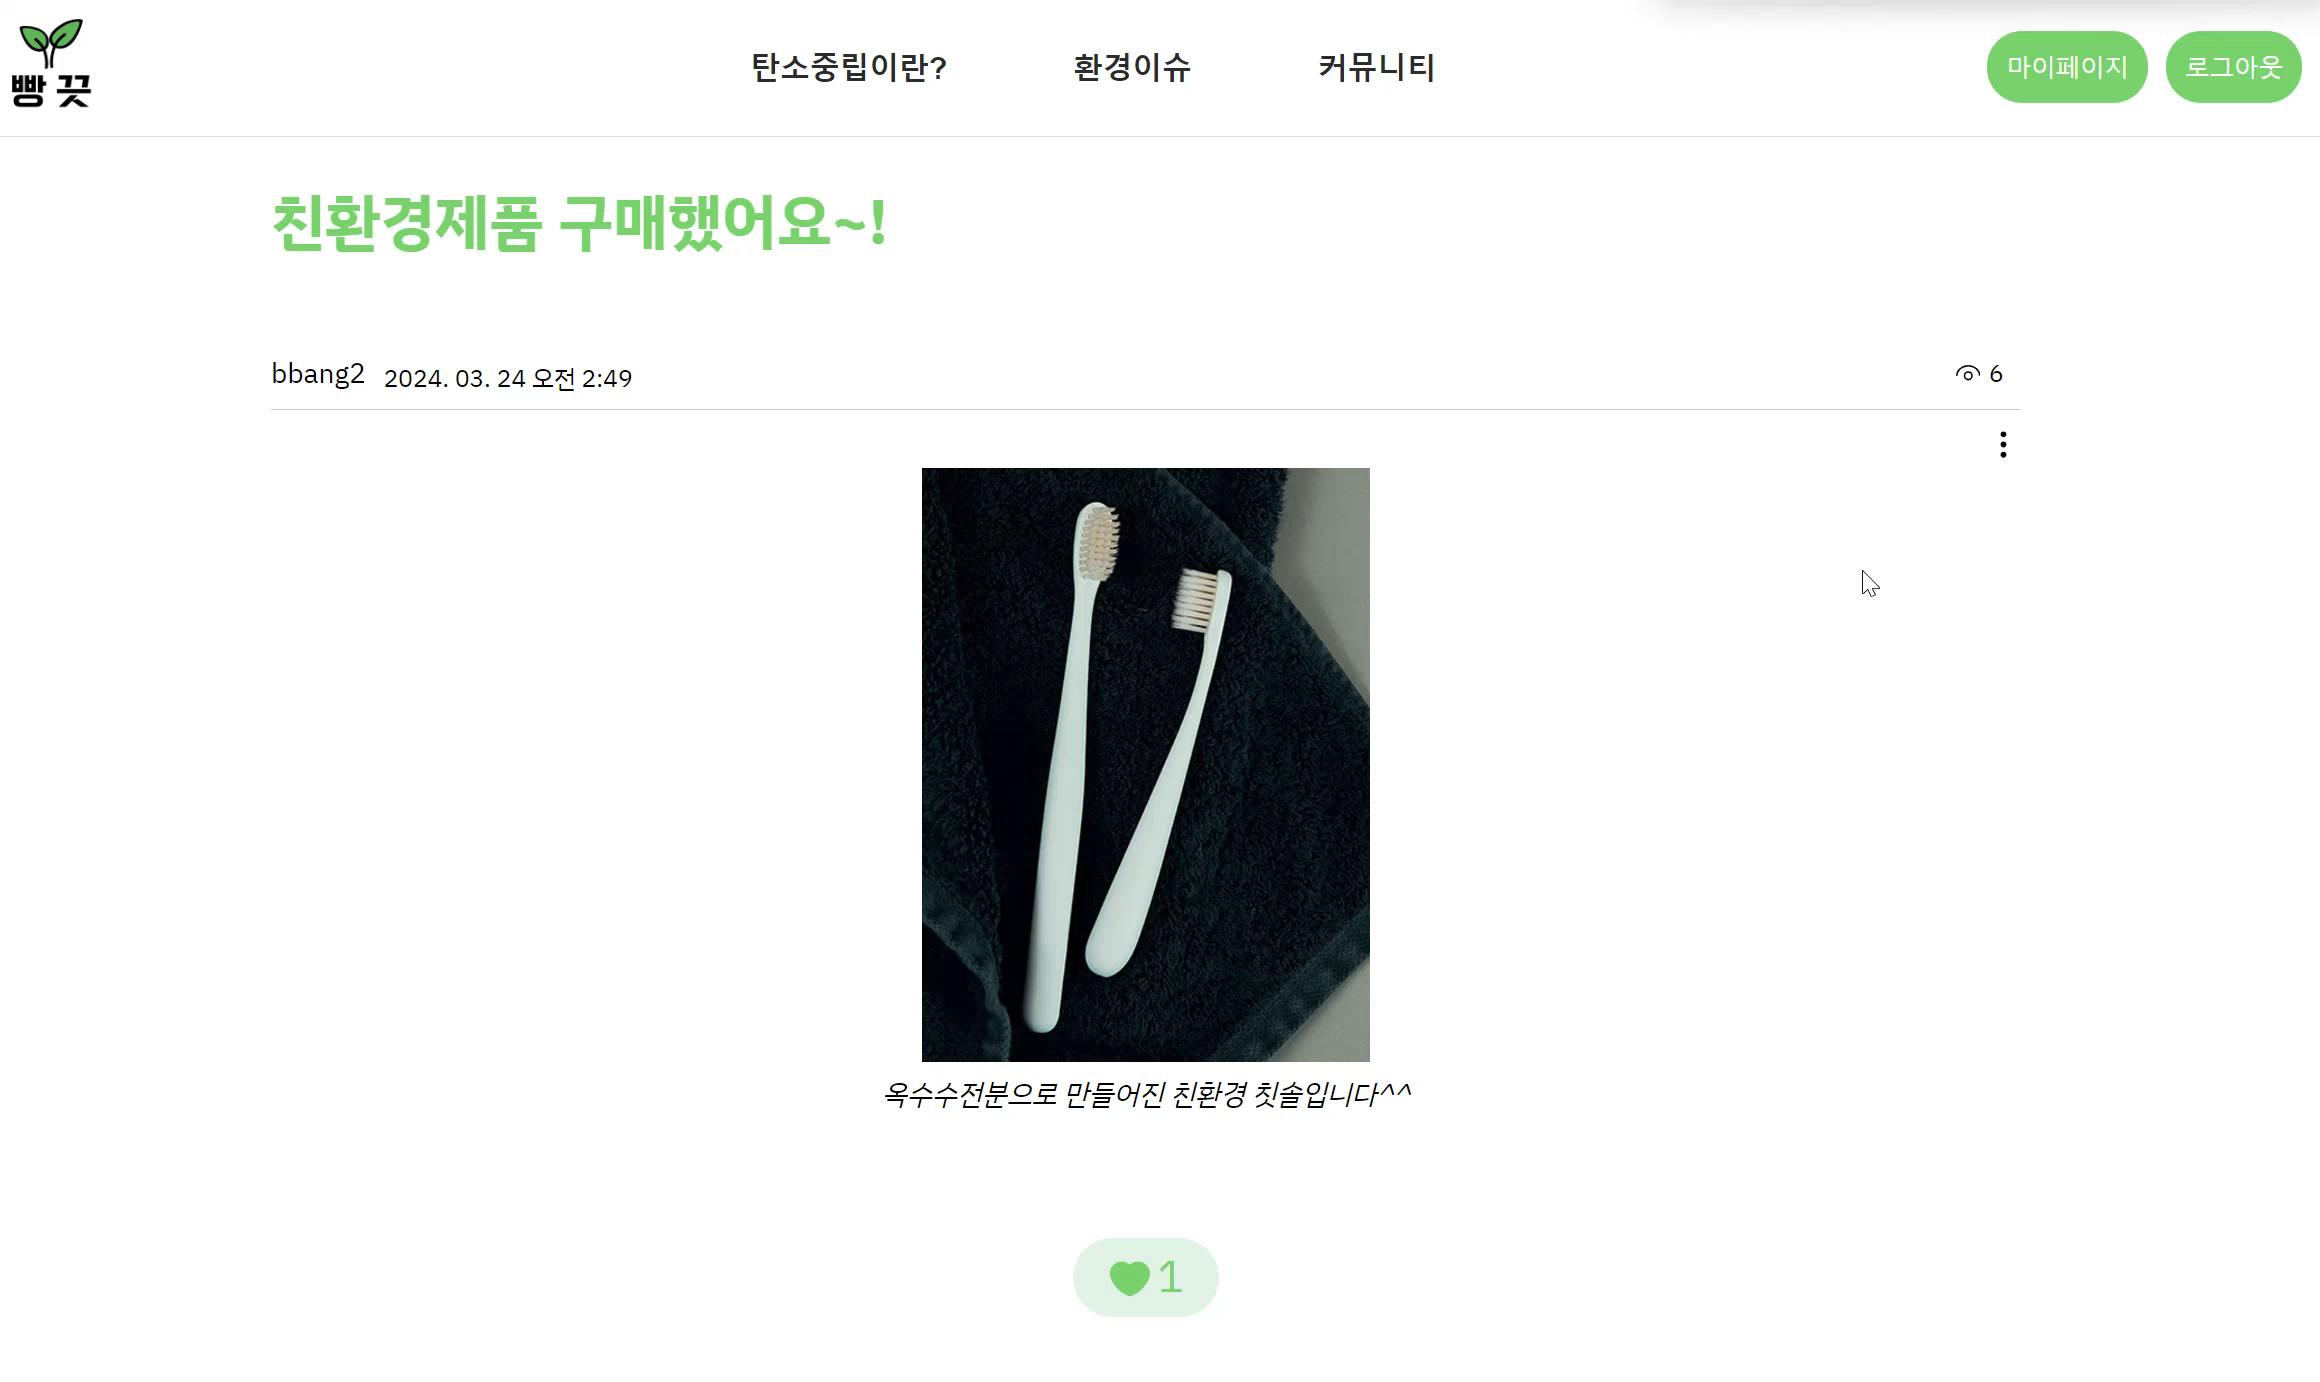 빵 끗
탄소중립이란? 환경이슈 커뮤니티 마이페이지 로그아웃
친환경제품 구매했어요~!
bbang2 2024. 03. 24 오전 2:49 6
옥수수전분으로 만들어진 친환경 칫솔입니다^^
1